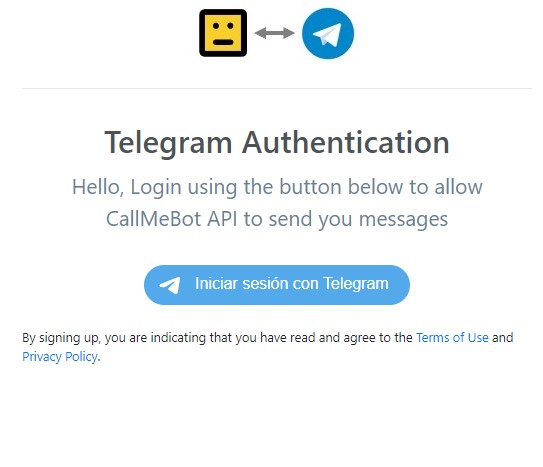 Telegram Authentication
Hello, Login using the button below to allow
CallMeBot API to send you messages
Iniciar sesión con Telegram
By signing up, you are indicating that you have read and agree to the Terms of Use and
Privacy Policy.